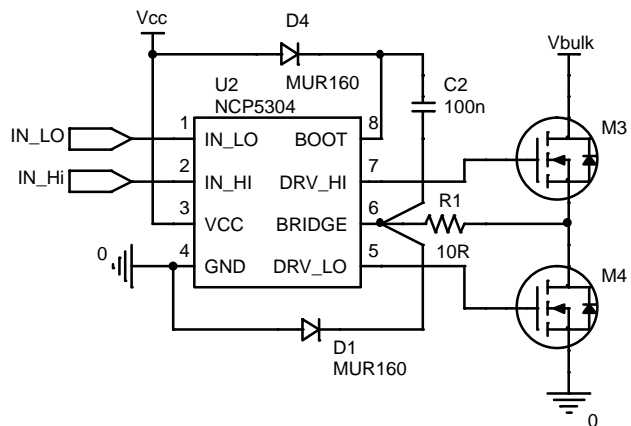 Vcc
D4
MUR160
U2
NCP5304
C2
100n
Vbulk
M3
IN_LO
1
IN_LO
BOOT
8
IN_Hi
2
IN_HI
DRV_HI
7
3
VCC
BRIDGE
6
R1
10R
0
4
GND
DRV_LO
5
M4
D1
MUR160
0